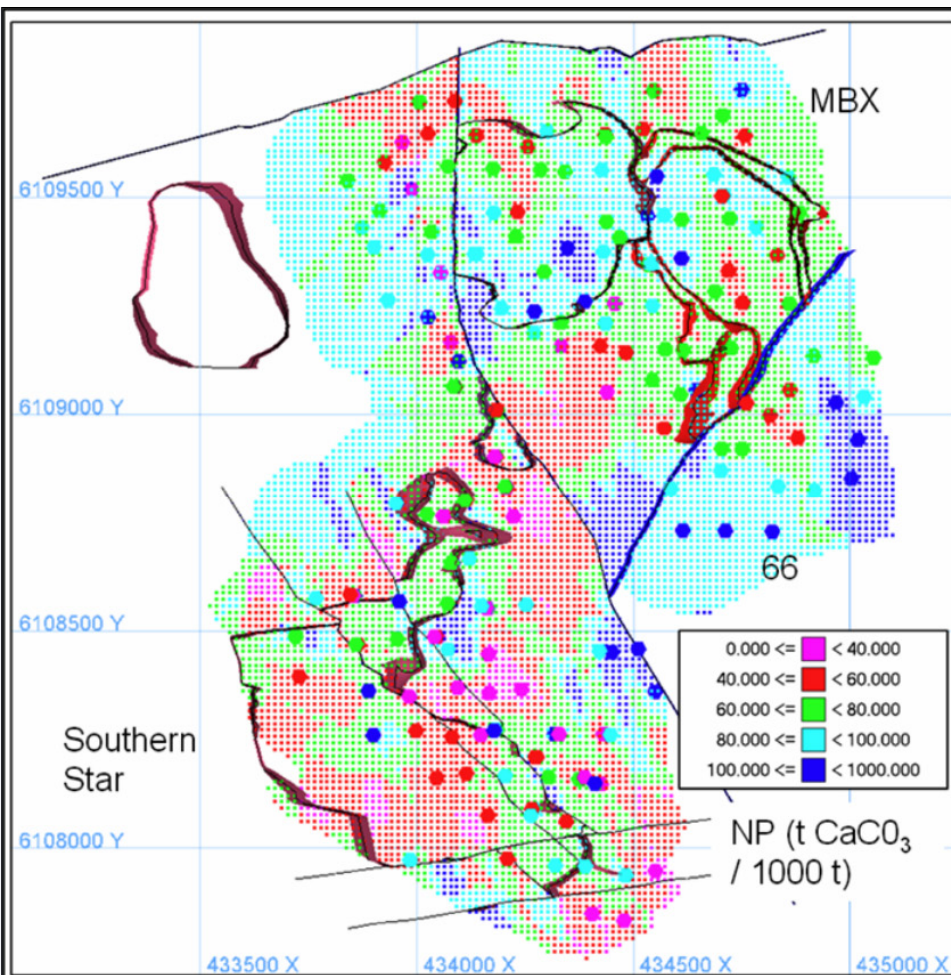 MBX
6109500 Y
6109000 Y
66
6108500 Y
0.000 <= < 40.000
40.000 <= < 60.000
60.000 <= < 80.000
80.000 <= < 100.000
100.000 <= < 1000.000
Southern
Star
6108000 Y
NP (t CaC0₃
/ 1000 t)
433500 X 434000 X 434500 X 435000 X